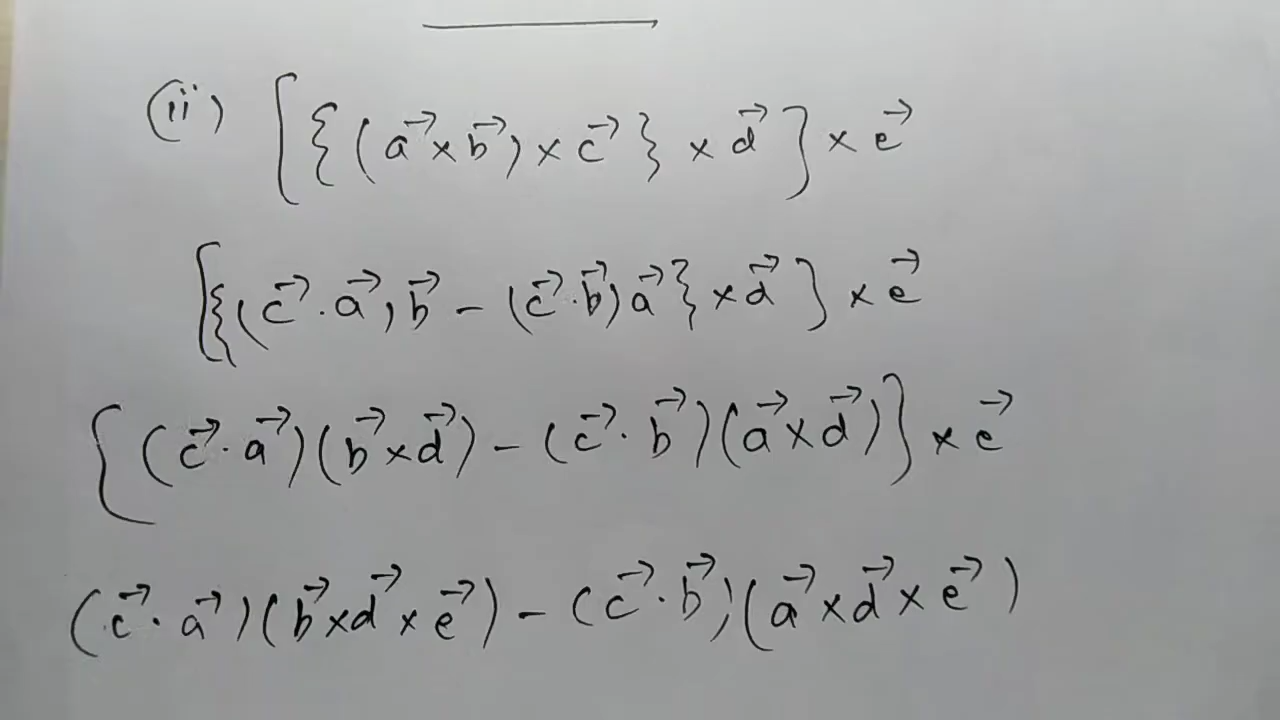 (ii) [{(a⃗ × b⃗) × c⃗} × d⃗] × e⃗
[{(c⃗ . a⃗) b⃗ - (c⃗ . b⃗) a⃗} × d⃗] × e⃗
{(c⃗ . a⃗)(b⃗ × d⃗) - (c⃗ . b⃗)(a⃗ × d⃗)} × e⃗
(c⃗ . a⃗)(b⃗ × d⃗ × e⃗) - (c⃗ . b⃗)(a⃗ × d⃗ × e⃗)